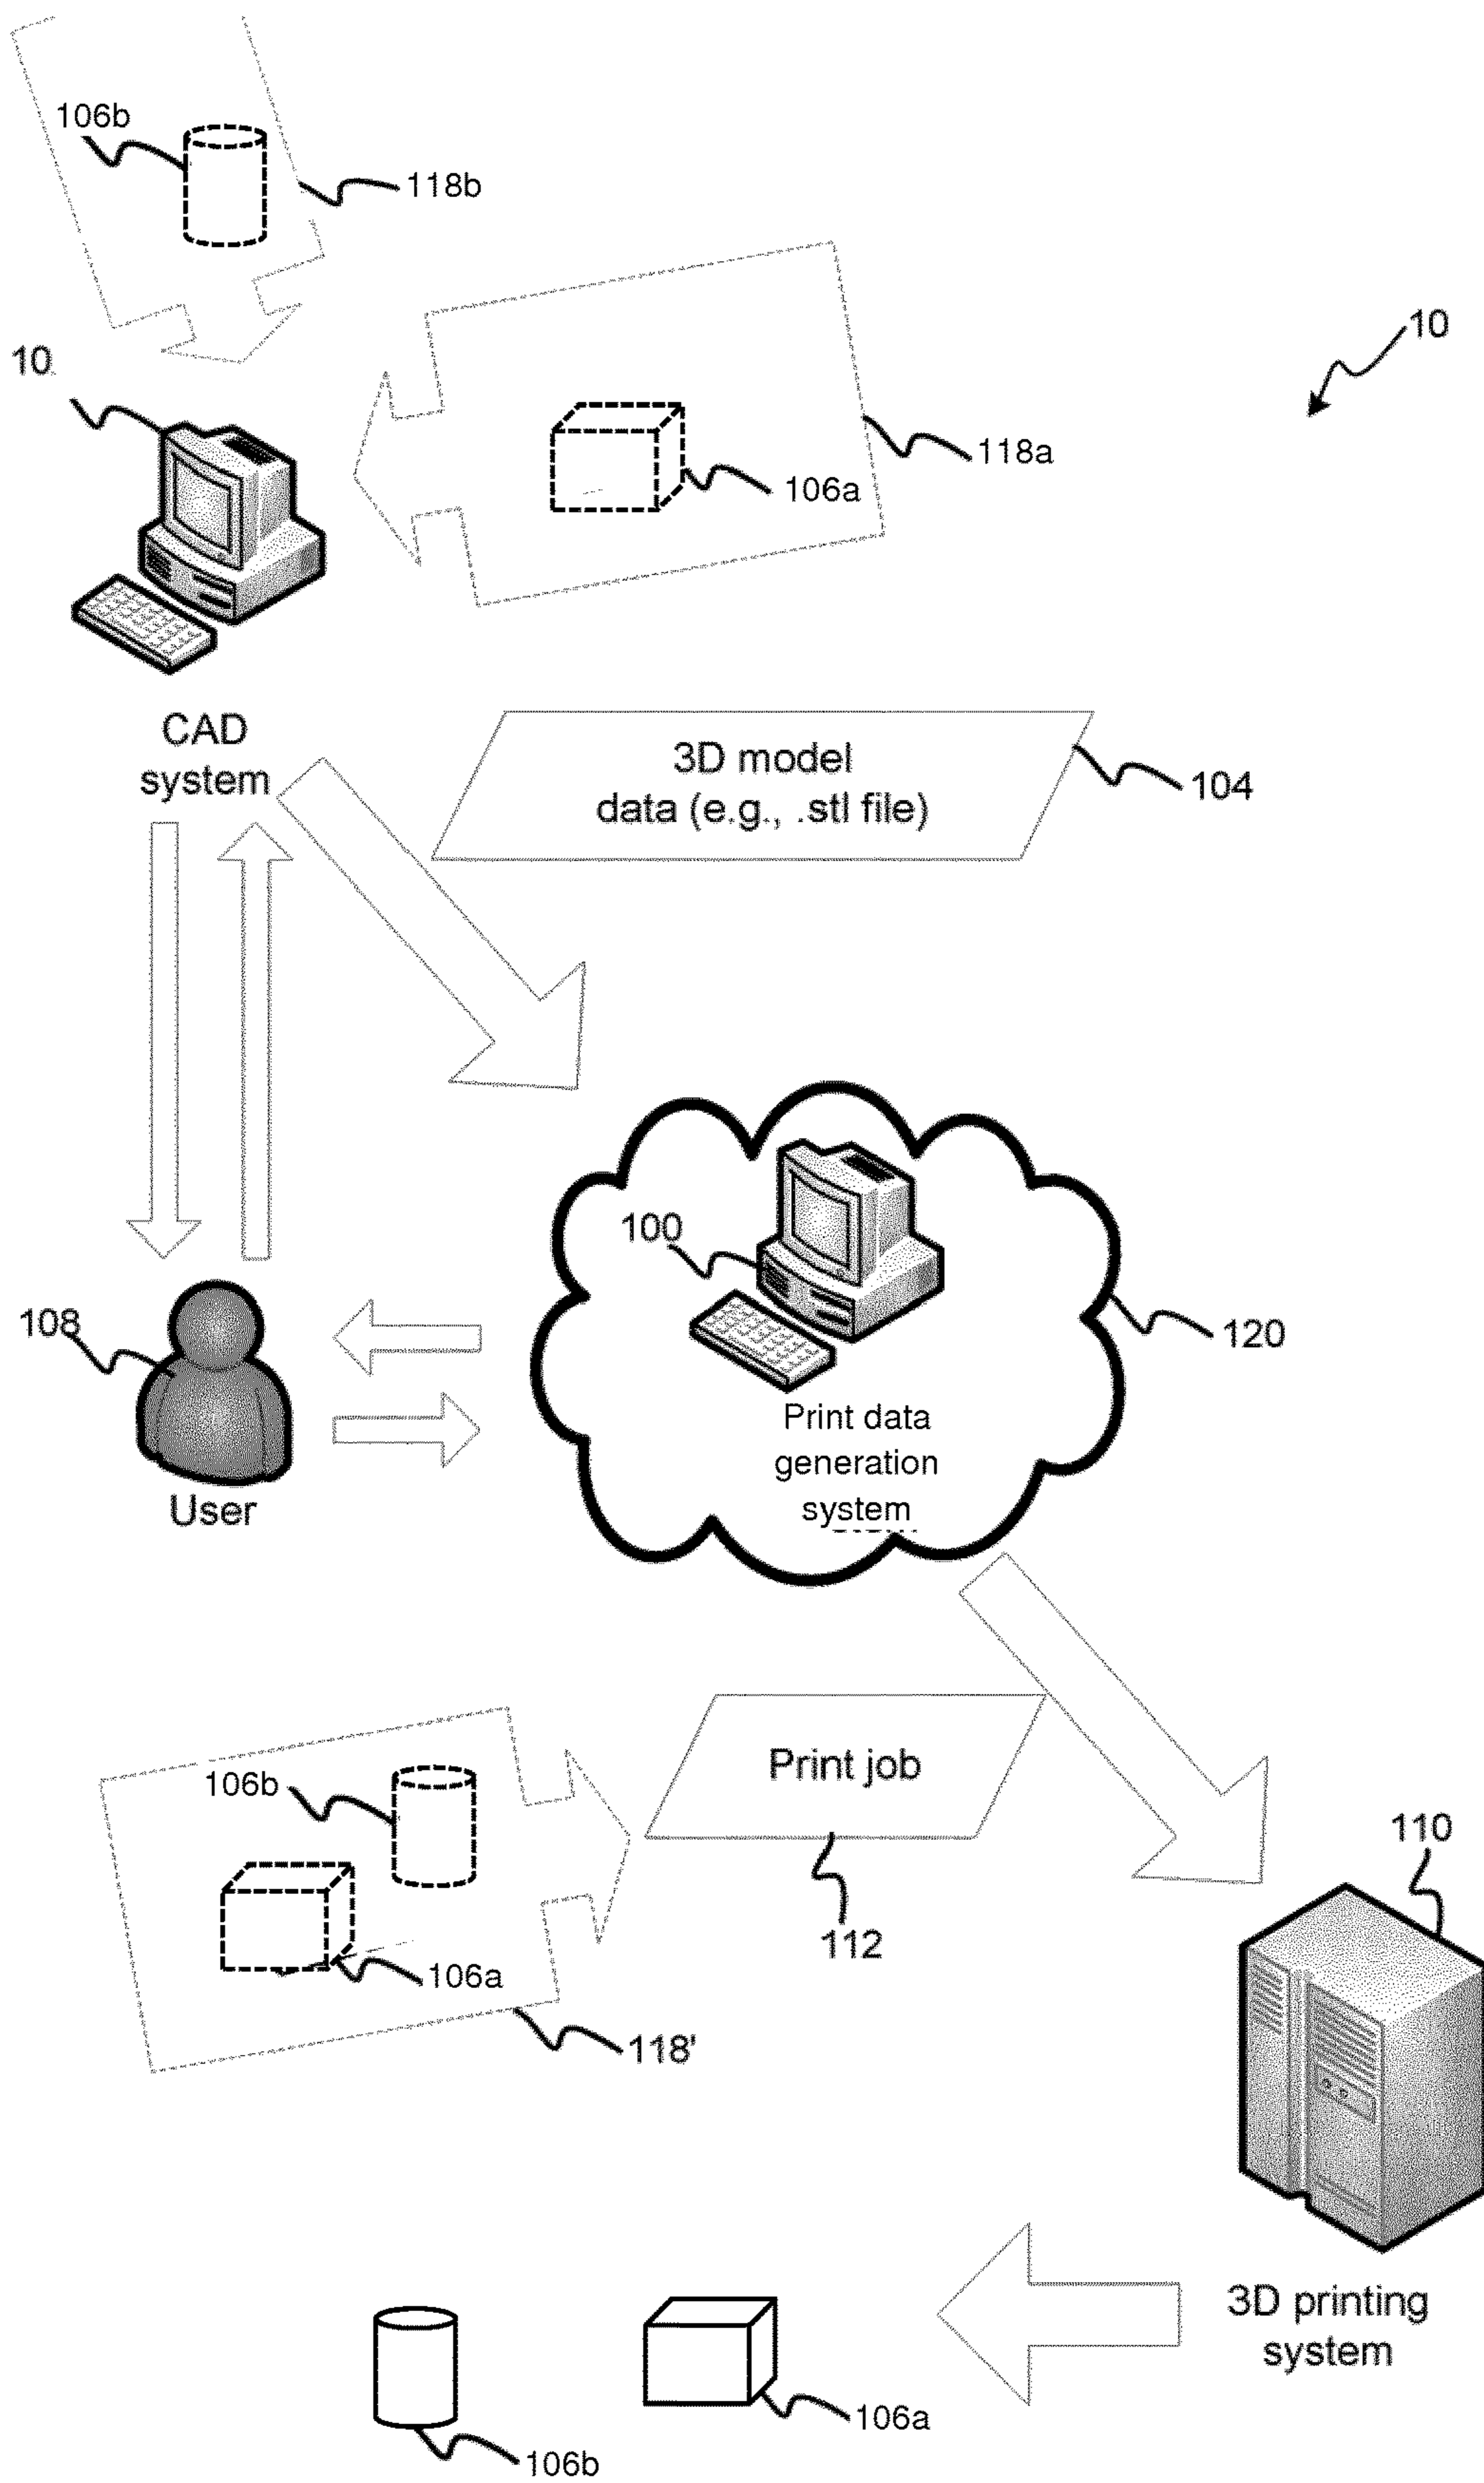 106b
118b
10
10
118a
106a
CAD
system
3D model
data (e.g., .stl file)
104
100
108
120
Print data
generation
system
User
106b
Print job
110
112
106a
118'
3D printing
system
106a
106b